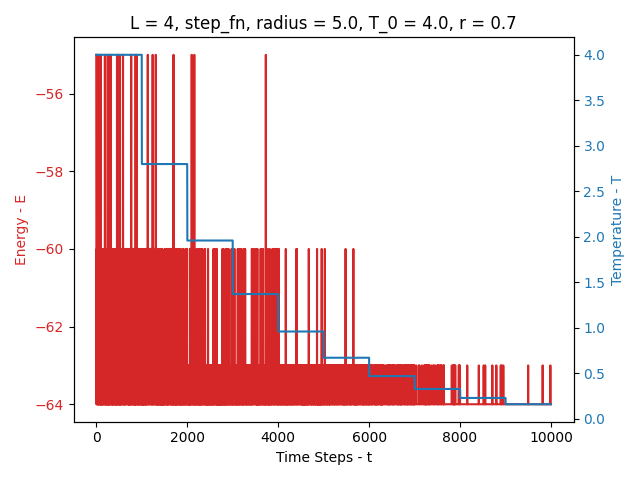 L = 4, step_fn, radius = 5.0, T_0 = 4.0, r = 0.7
Energy - E
−56
−58
−60
−62
−64
4.0
3.5
3.0
2.5
2.0
1.5
1.0
0.5
0.0
Temperature - T
0 2000 4000 6000 8000 10000
Time Steps - t